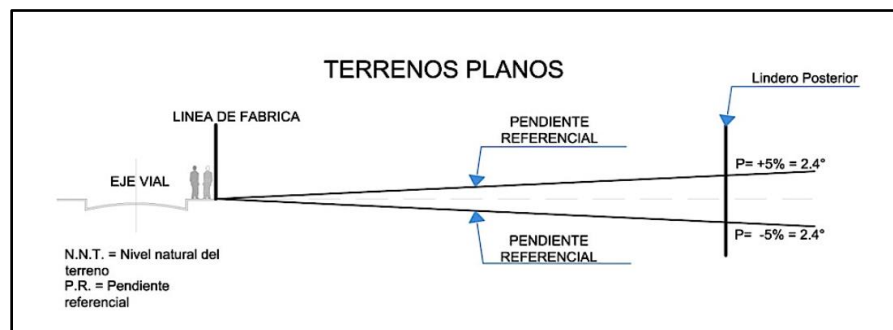 TERRENOS PLANOS
Lindero Posterior
LINEA DE FABRICA
PENDIENTE
REFERENCIAL
P= +5% = 2.4°
EJE VIAL
P= -5% = 2.4°
PENDIENTE
REFERENCIAL
N.N.T. = Nivel natural del
terreno
P.R. = Pendiente
referencial